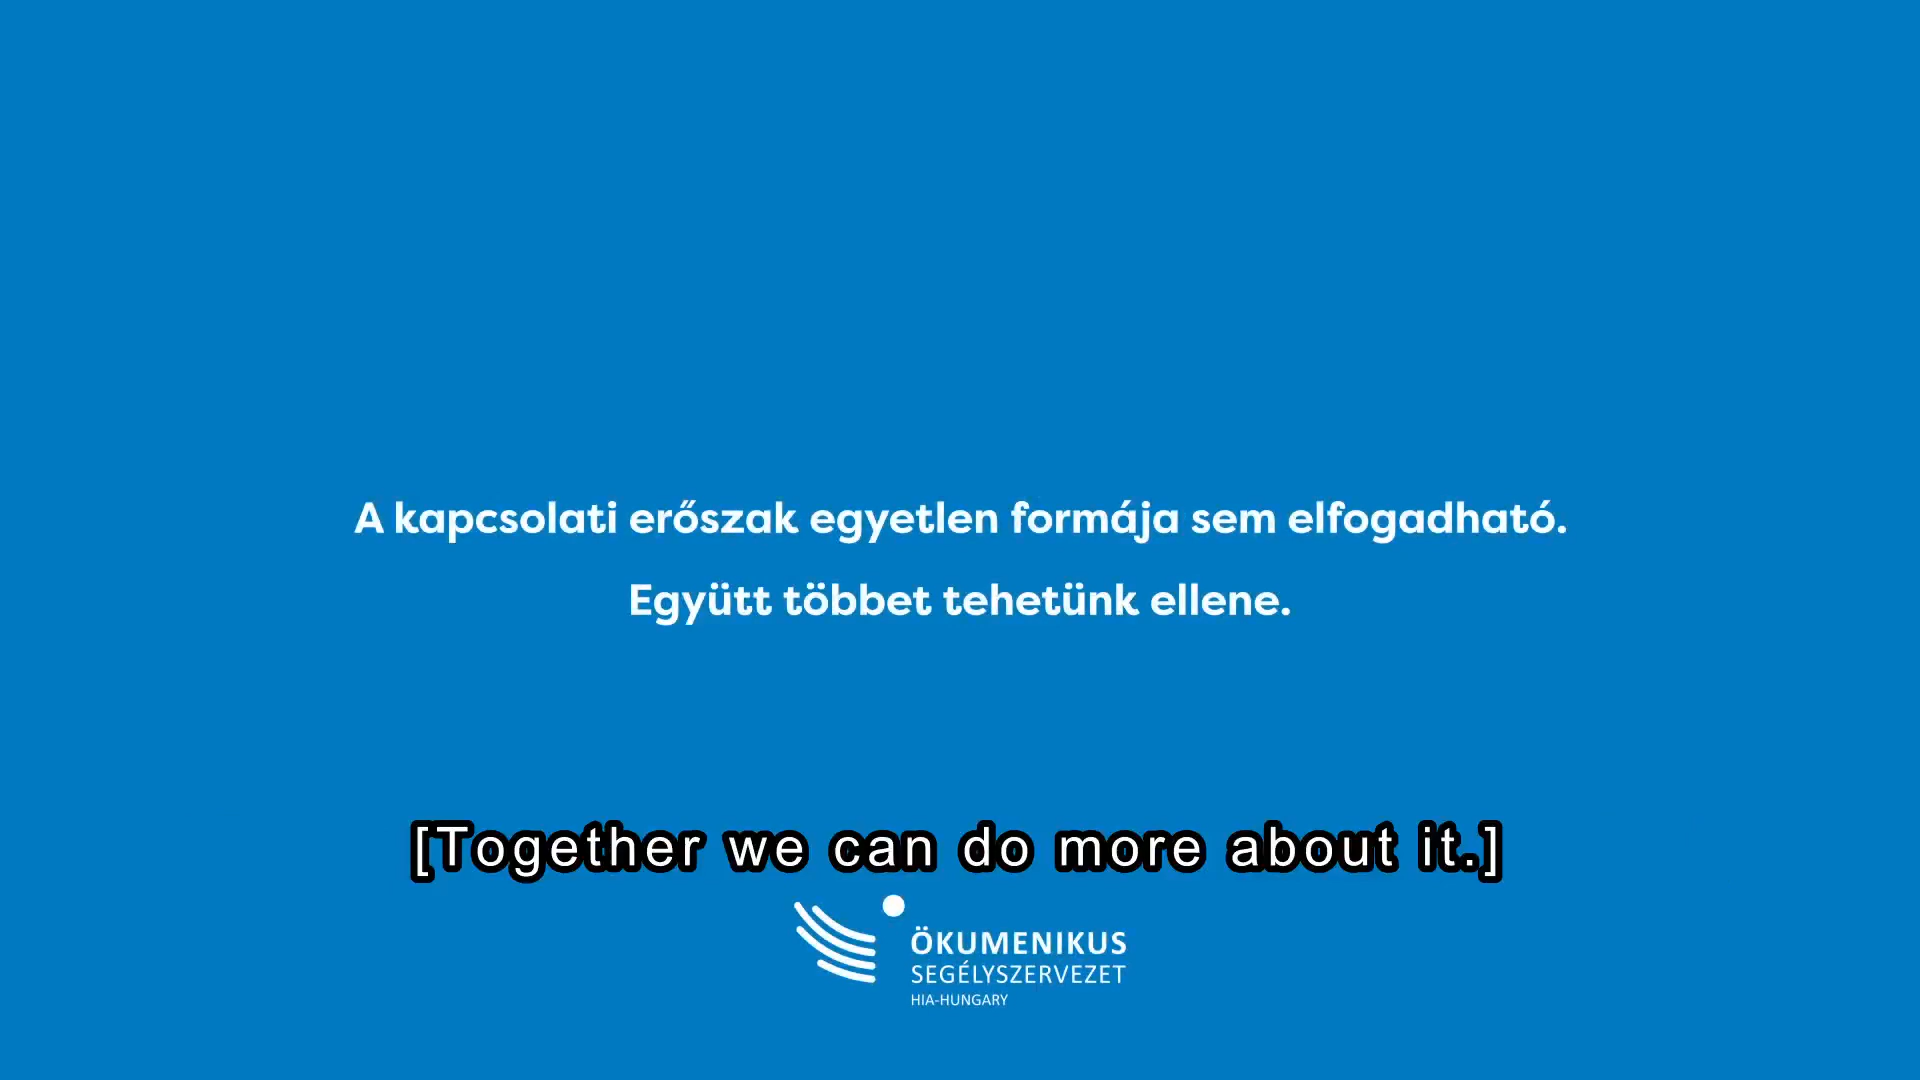 A kapcsolati erőszak egyetlen formája sem elfogadható.
Együtt többet tehetünk ellene.
[Together we can do more about it.]
ÖKUMENIKUS
SEGÉLYSZERVEZET
HIA-HUNGARY